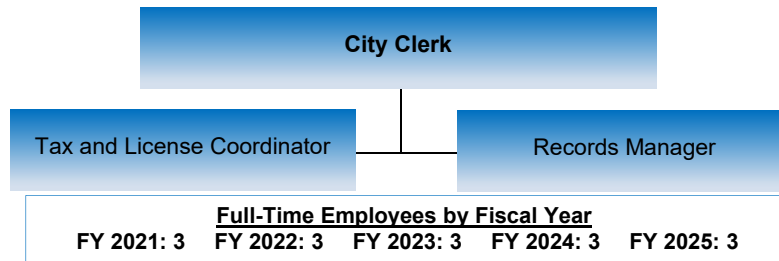 City Clerk
Tax and License Coordinator
Records Manager
Full-Time Employees by Fiscal Year
FY 2021: 3 FY 2022: 3 FY 2023: 3 FY 2024: 3 FY 2025: 3